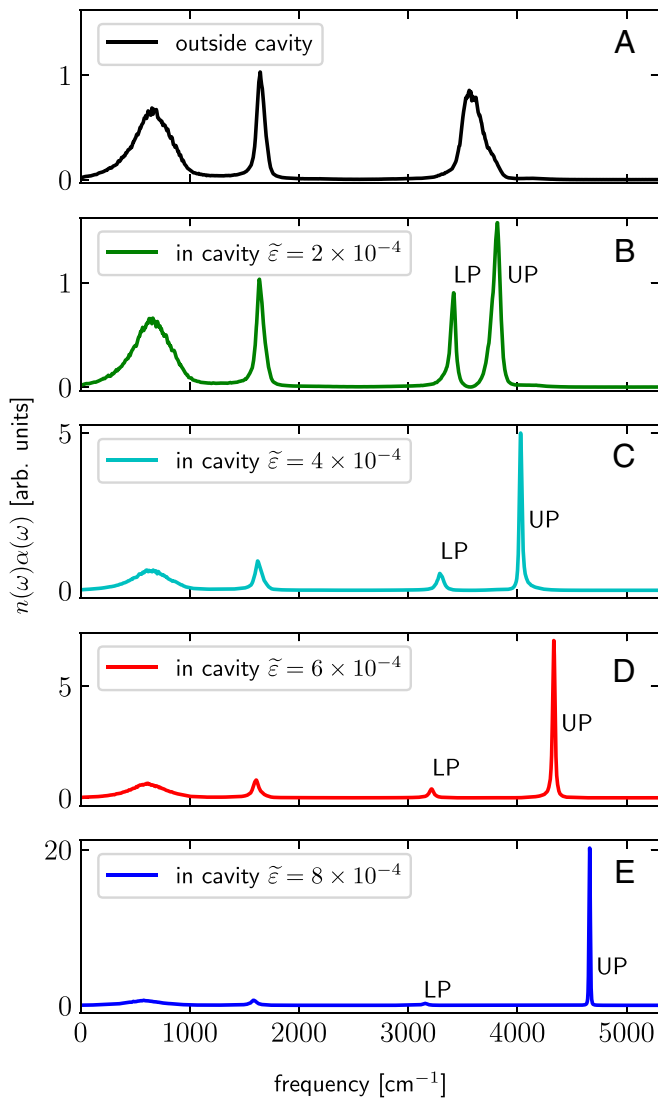 outside cavity
A
1
0
in cavity ε̃ = 2 × 10⁻⁴
B
LP UP
1
0
in cavity ε̃ = 4 × 10⁻⁴
C
5
UP
LP
0
in cavity ε̃ = 6 × 10⁻⁴
D
5
UP
LP
0
in cavity ε̃ = 8 × 10⁻⁴
E
20
UP
LP
0
0 1000 2000 3000 4000 5000
frequency [cm⁻¹]
n(ω)α(ω) [arb. units]